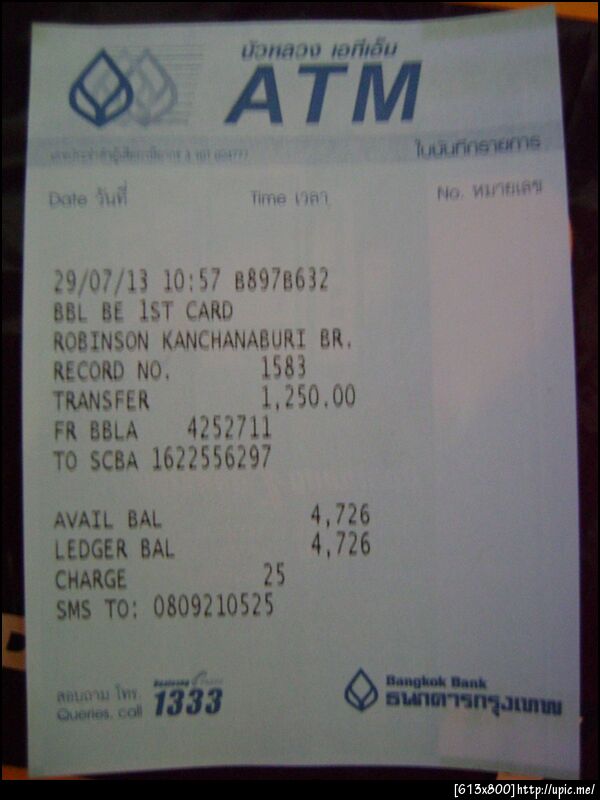 บัวหลวง เอทีเอ็ม
ATM
ใบบันทึกรายการ
Date วันที่ Time เวลา No. หมายเลข
29/07/13 10:57 B897B632
BBL BE 1ST CARD
ROBINSON KANCHANABURI BR.
RECORD NO. 1583
TRANSFER 1,250.00
FR BBLA 4252711
TO SCBA 1622556297
AVAIL BAL 4,726
LEDGER BAL 4,726
CHARGE 25
SMS TO: 0809210525
สอบถาม โทร.
Queries, call 1333
Bangkok Bank
ธนาคารกรุงเทพ
[613x800]http://upic.me/